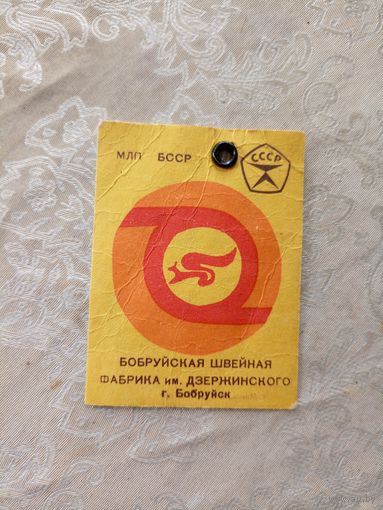 МЛП БССР
СССР
БОБРУЙСКАЯ ШВЕЙНАЯ
ФАБРИКА им. ДЗЕРЖИНСКОГО
г. Бобруйск